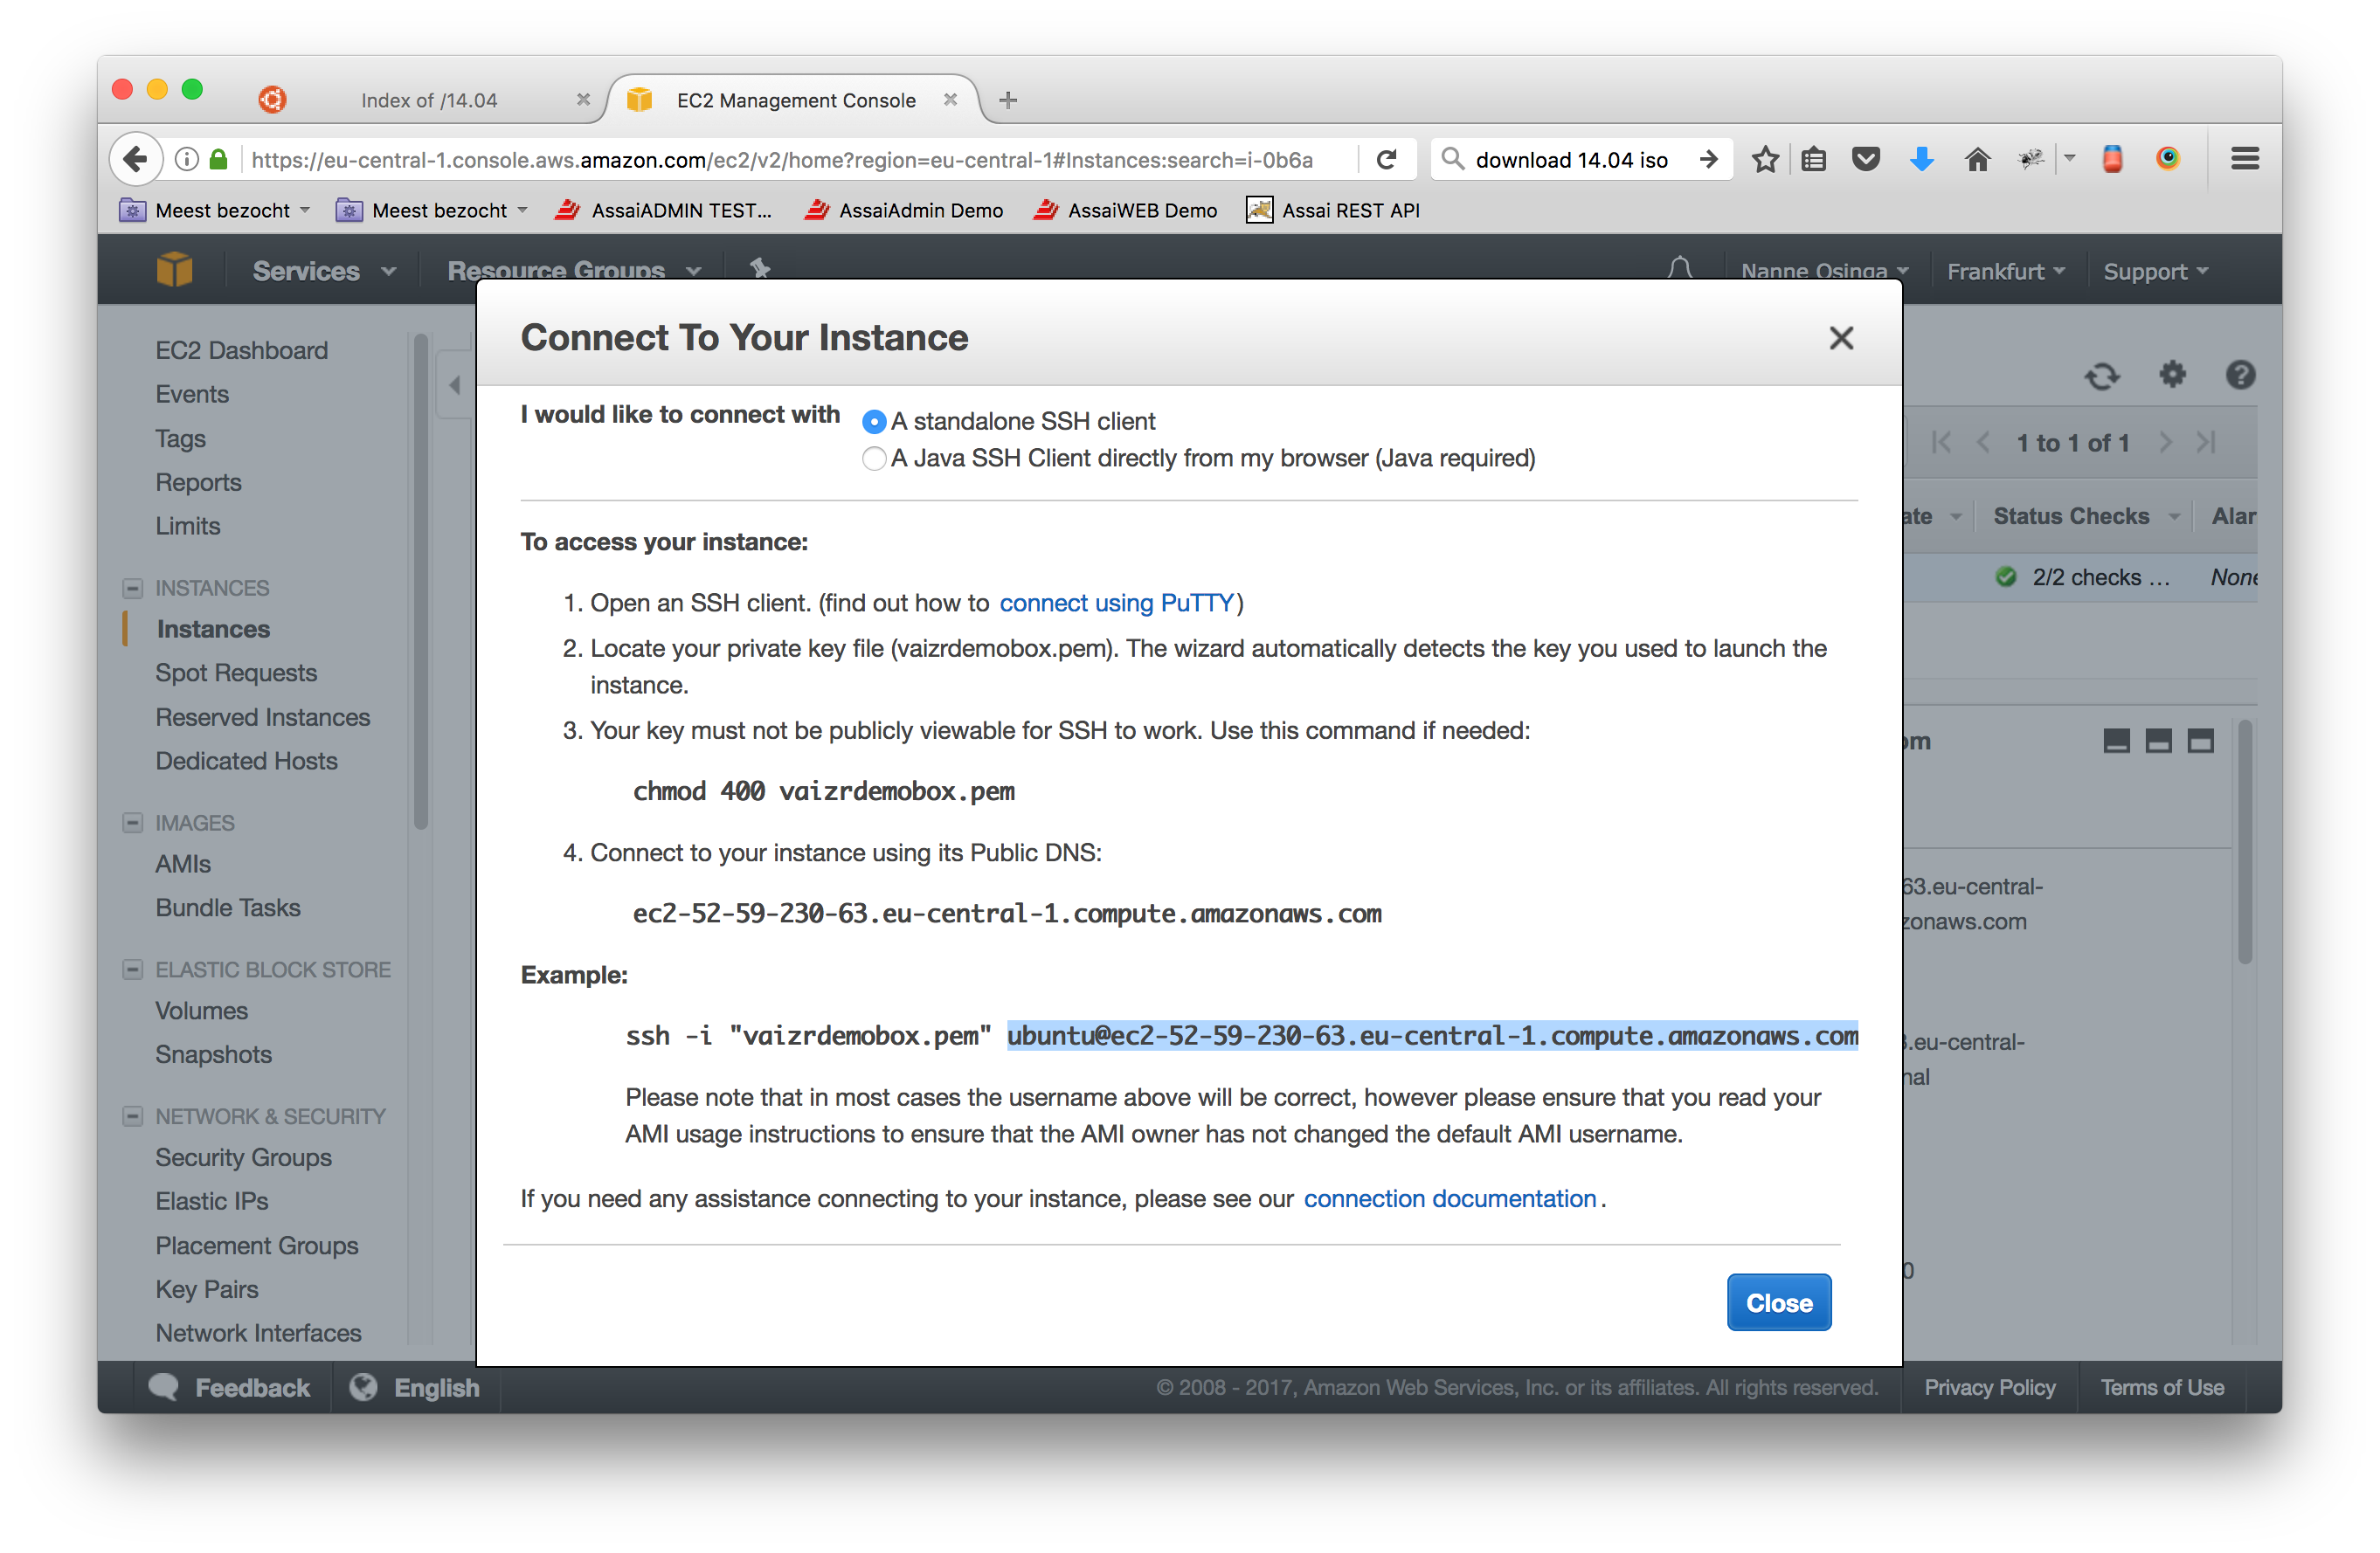 Index of /14.04
EC2 Management Console
https://eu-central-1.console.aws.amazon.com/ec2/v2/home?region=eu-central-1#Instances:search=i-0b6a
download 14.04 iso
Meest bezocht
Meest bezocht
AssaiADMIN TEST...
AssaiAdmin Demo
AssaiWEB Demo
Assai REST API
Services
Resource Groups
Nanne Osinga
Frankfurt
Support
Connect To Your Instance
I would like to connect with
A standalone SSH client
A Java SSH Client directly from my browser (Java required)
To access your instance:
1. Open an SSH client. (find out how to connect using PuTTY)
2. Locate your private key file (vaizrdemobox.pem). The wizard automatically detects the key you used to launch the
instance.
3. Your key must not be publicly viewable for SSH to work. Use this command if needed:
chmod 400 vaizrdemobox.pem
4. Connect to your instance using its Public DNS:
ec2-52-59-230-63.eu-central-1.compute.amazonaws.com
Example:
ssh -i "vaizrdemobox.pem" ubuntu@ec2-52-59-230-63.eu-central-1.compute.amazonaws.com
Please note that in most cases the username above will be correct, however please ensure that you read your
AMI usage instructions to ensure that the AMI owner has not changed the default AMI username.
If you need any assistance connecting to your instance, please see our connection documentation.
Close
EC2 Dashboard
Events
Tags
Reports
Limits
INSTANCES
Instances
Spot Requests
Reserved Instances
Dedicated Hosts
IMAGES
AMIs
Bundle Tasks
ELASTIC BLOCK STORE
Volumes
Snapshots
NETWORK & SECURITY
Security Groups
Elastic IPs
Placement Groups
Key Pairs
Network Interfaces
1 to 1 of 1
ate
Status Checks
Alar
2/2 checks ...
None
om
63.eu-central-
zonaws.com
.eu-central-
nal
0
Feedback
English
© 2008 - 2017, Amazon Web Services, Inc. or its affiliates. All rights reserved.
Privacy Policy
Terms of Use